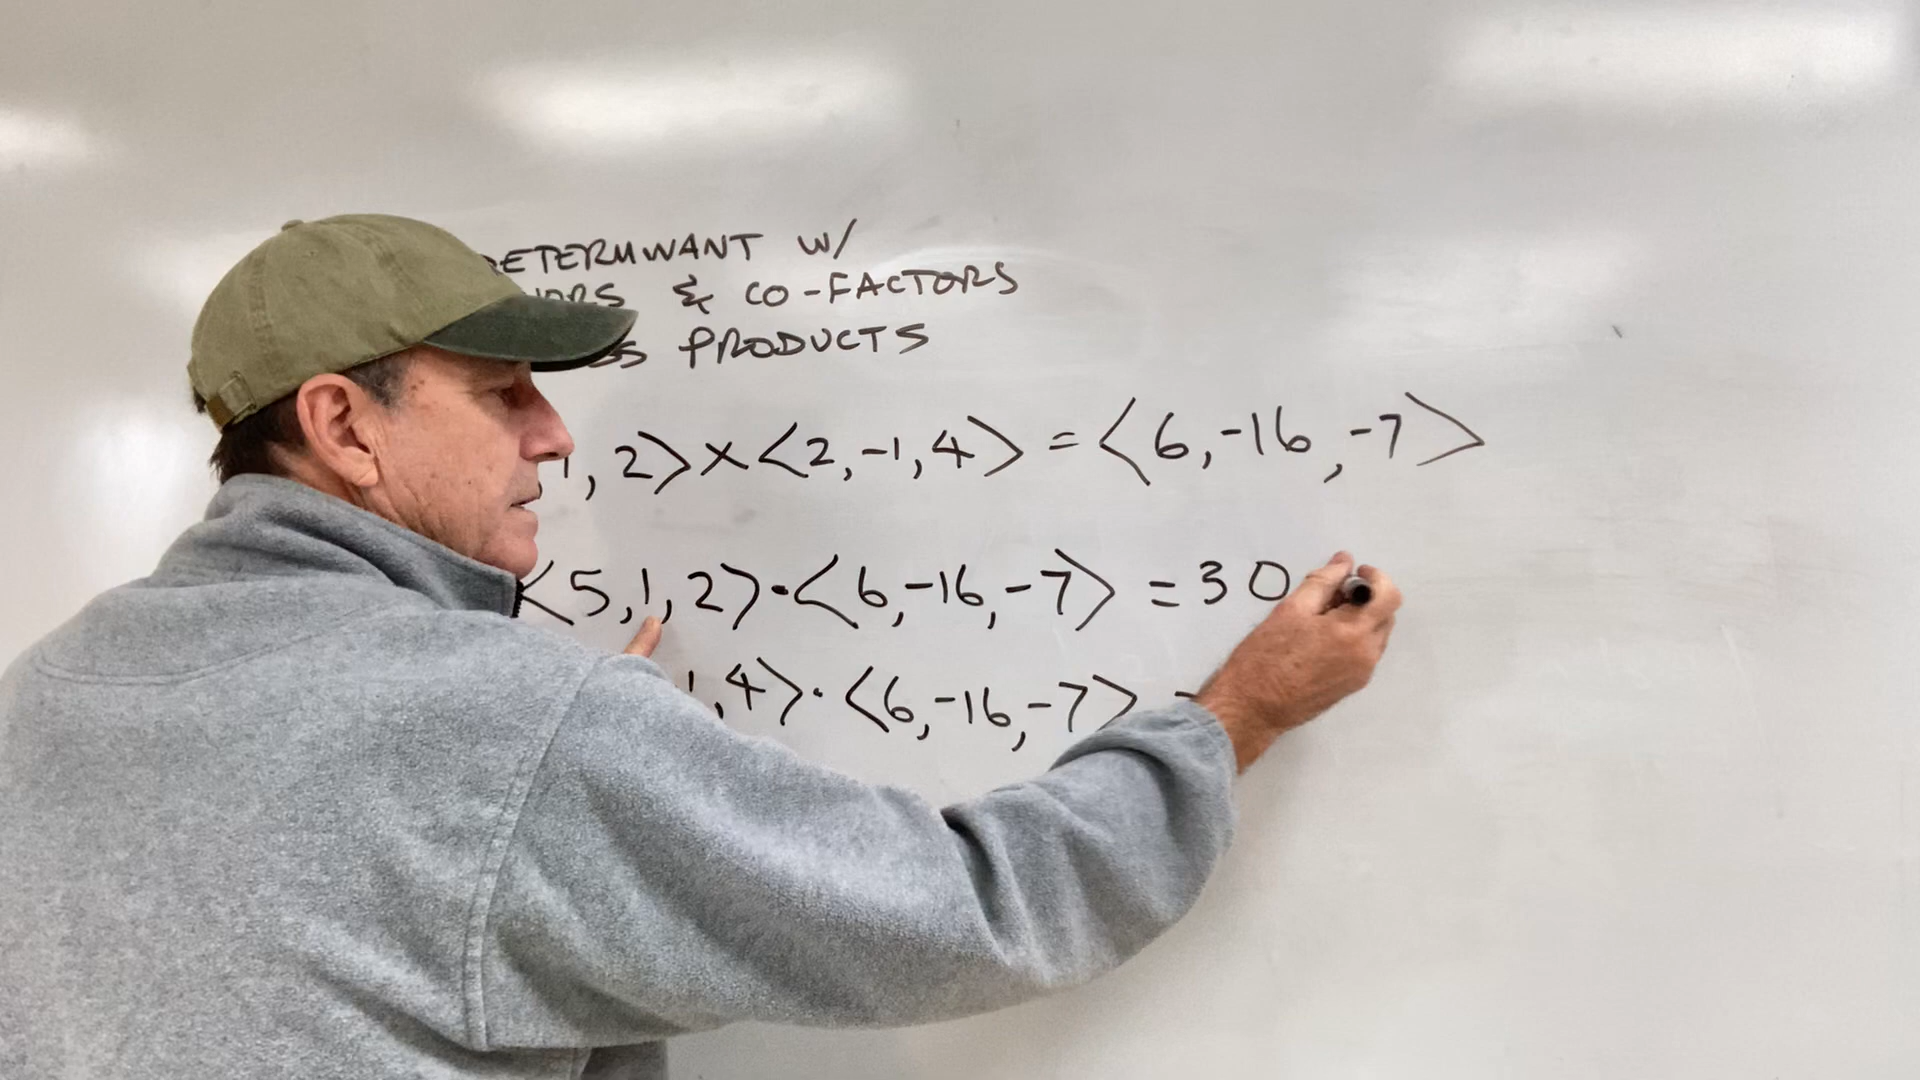 DETERMINANT W/
& CO-FACTORS
PRODUCTS
1, 2> × <2, -1, 4> = <6, -16, -7>
<5, 1, 2> · <6, -16, -7> = 30
, 4> · <6, -16, -7>